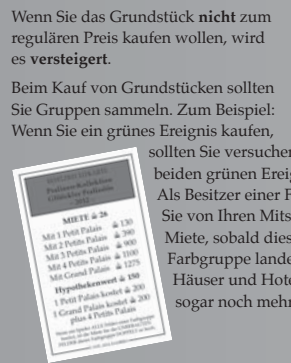 Wenn Sie das Grundstück nicht zum
regulären Preis kaufen wollen, wird
es versteigert.
Beim Kauf von Grundstücken sollten
Sie Gruppen sammeln. Zum Beispiel:
Wenn Sie ein grünes Ereignis kaufen,
sollten Sie versuchen
beiden grünen Ereig
Als Besitzer einer F
Sie von Ihren Mits
Miete, sobald dies
Farbgruppe lande
Häuser und Hote
sogar noch mehr
MIETE 26
Mit 1 Petit Palais 130
Mit 2 Petits Palais 390
Mit 3 Petits Palais 900
Mit 4 Petits Palais 1100
Mit Grand Palais 1275
Hypothekenwert 150
1 Petit Palais kostet 200
1 Grand Palais kostet 200
plus 4 Petits Palais